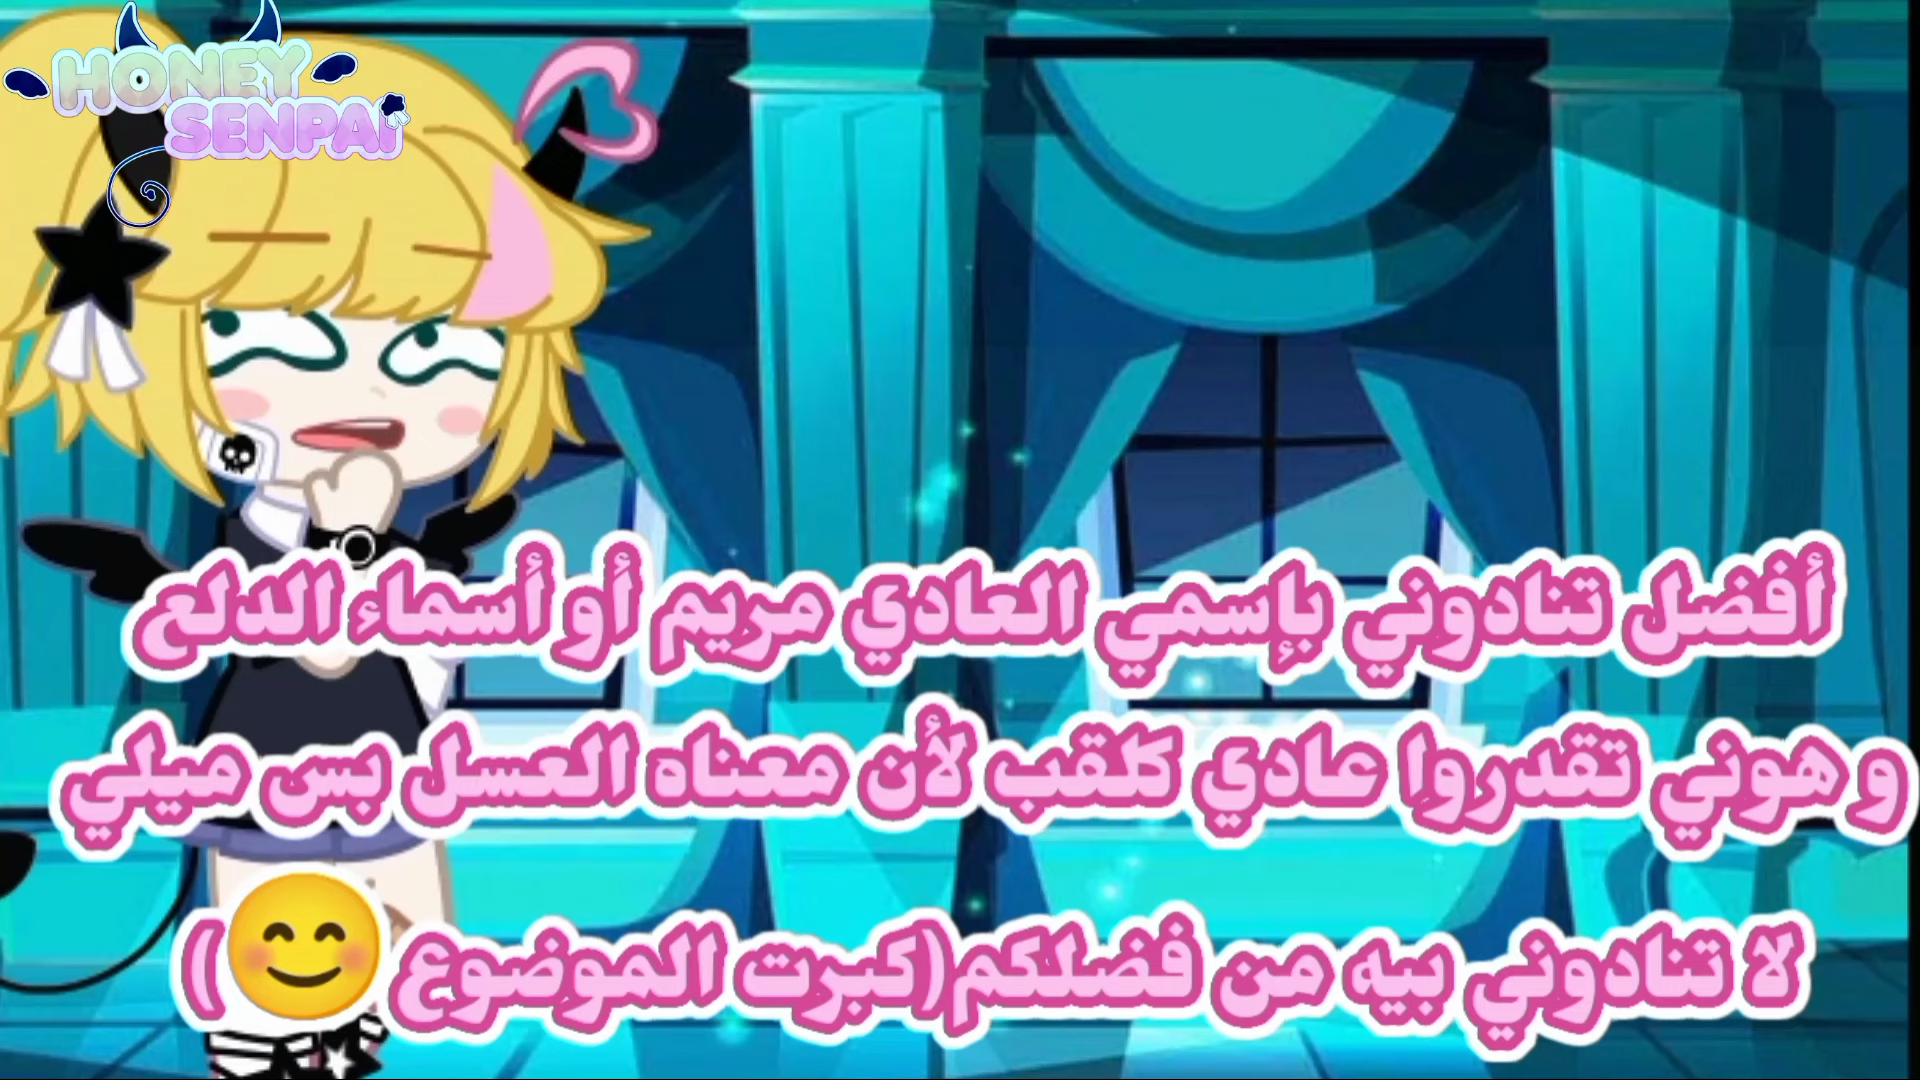 HONEY
SENPAI
أفضل تنادوني بإسمي العادي مريم أو أسماء الدلع
و هوني تقدروا عادي كلقب لأن معناه العسل بس ميلي
لا تنادوني بيه من فضلكم(كبرت الموضوع 😊)